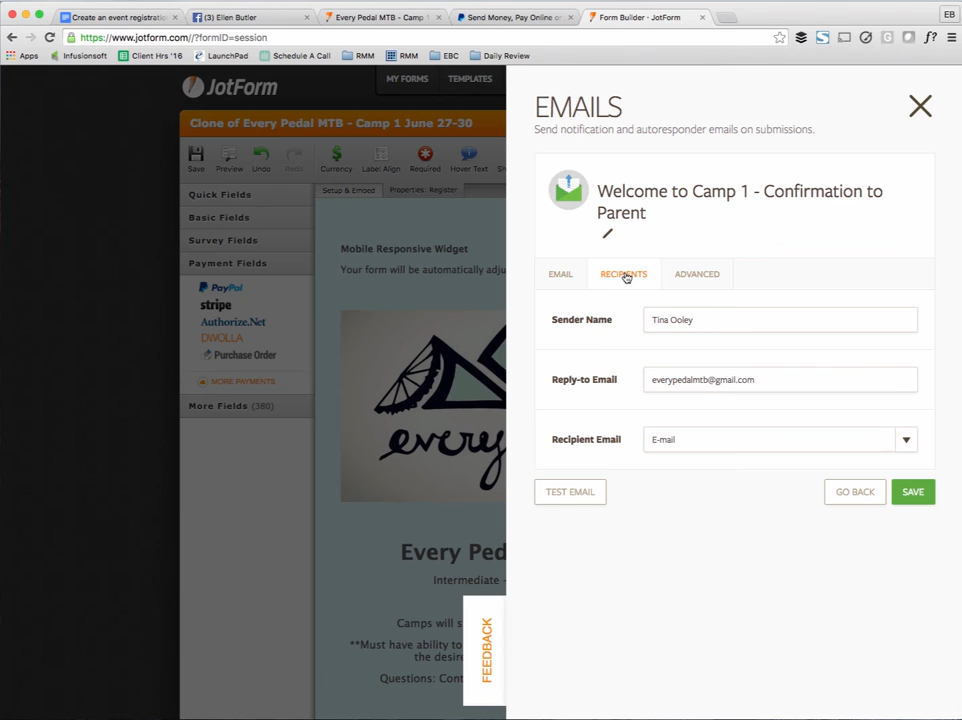 Create an event registratio
(3) Ellen Butler
Every Pedal MTB - Camp 1
Send Money, Pay Online o
Form Builder - JotForm
EB
https://www.jotform.com//?formID=session
Apps
Infusionsoft
Client Hrs '16
LaunchPad
Schedule A Call
RMM
RMM
EBC
Daily Review
JotForm
MY FORMS
TEMPLATES
Clone of Every Pedal MTB - Camp 1 June 27-30
Save
Preview
Undo
Redo
Currency
Label Align
Required
Hover Text
Quick Fields
Basic Fields
Survey Fields
Payment Fields
PayPal
stripe
Authorize.Net
DWOLLA
Purchase Order
MORE PAYMENTS
More Fields (380)
Setup & Embed
Properties: Register
Mobile Responsive Widget
Your form will be automatically adju
every
Every Ped
Intermediate -
Camps will s
**Must have ability to
the desire
Questions: Cont
FEEDBACK
EMAILS
Send notification and autoresponder emails on submissions.
Welcome to Camp 1 - Confirmation to
Parent
EMAIL
RECIPIENTS
ADVANCED
Sender Name
Tina Ooley
Reply-to Email
everypedalmtb@gmail.com
Recipient Email
E-mail
TEST EMAIL
GO BACK
SAVE